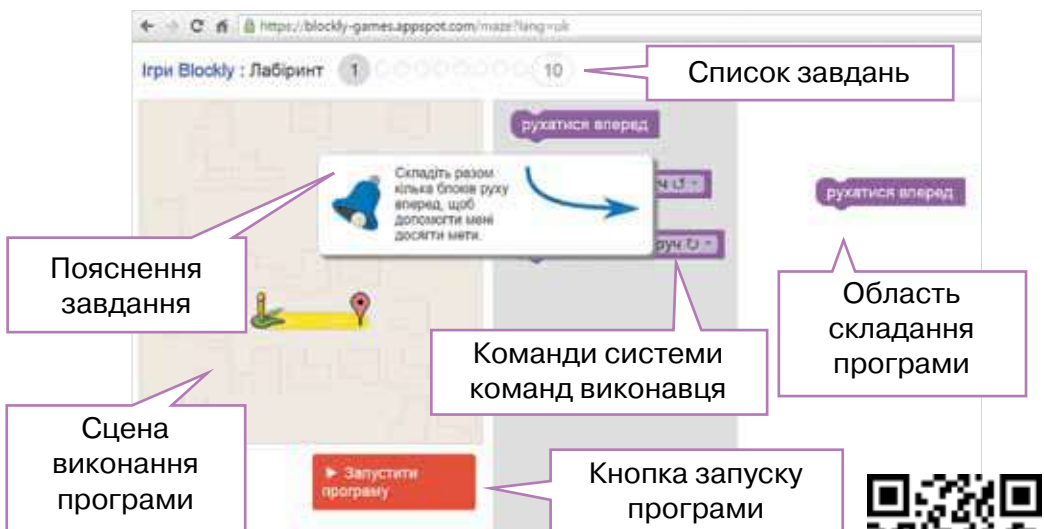 https://blockly-games.appspot.com/maze?lang=uk
Ігри Blockly : Лабіринт 1 10
Список завдань
рухатися вперед
Складіть разом
кілька блоків руху
вперед, щоб
допомогти мені
досягти мети.
рухатися вперед
Пояснення
завдання
Область
складання
програми
Команди системи
команд виконавця
Сцена
виконання
програми
► Запустити
програму
Кнопка запуску
програми